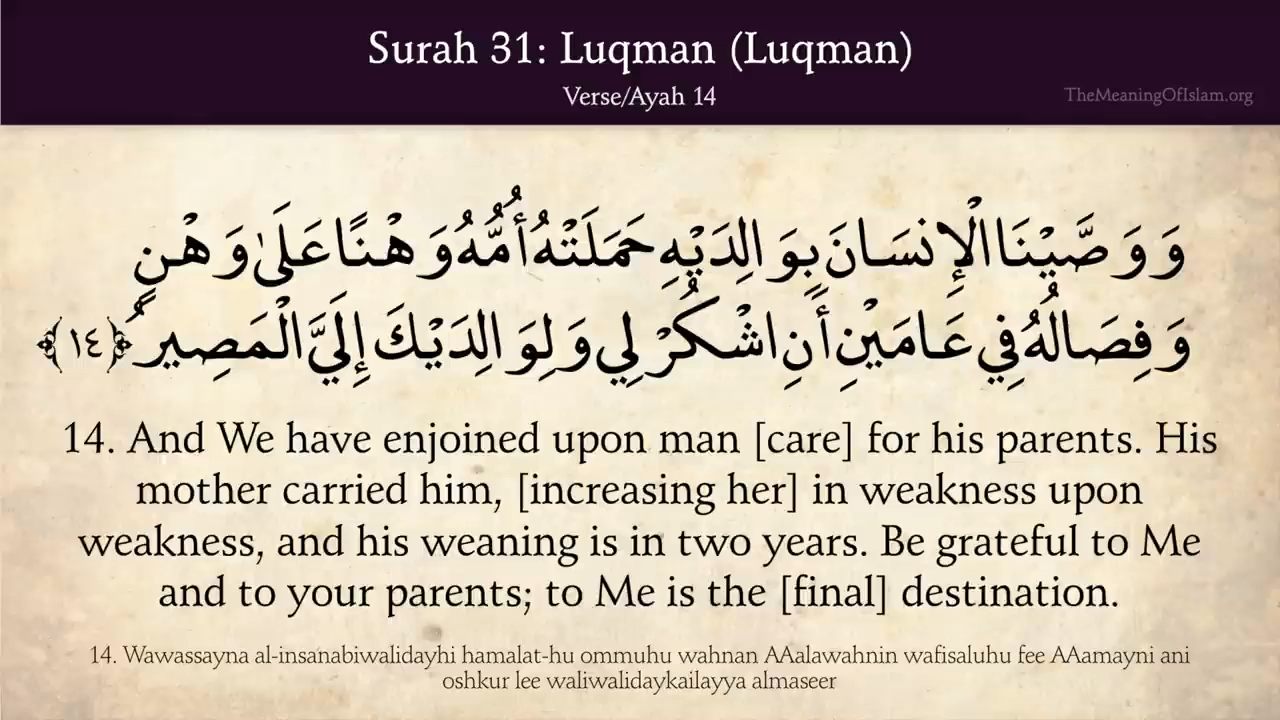 Surah 31: Luqman (Luqman)
Verse/Ayah 14
TheMeaningOfIslam.org
وَوَصَّيْنَا الْإِنسَانَ بِوَالِدَيْهِ حَمَلَتْهُ أُمُّهُ وَهْنًا عَلَىٰ وَهْنٍ
وَفِصَالُهُ فِي عَامَيْنِ أَنِ اشْكُرْ لِي وَلِوَالِدَيْكَ إِلَيَّ الْمَصِيرُ ﴿١٤﴾
14. And We have enjoined upon man [care] for his parents. His
mother carried him, [increasing her] in weakness upon
weakness, and his weaning is in two years. Be grateful to Me
and to your parents; to Me is the [final] destination.
14. Wawassayna al-insanabiwalidayhi hamalat-hu ommuhu wahnan AAalawahnin wafisaluhu fee AAamayni ani
oshkur lee waliwalidaykailayya almaseer